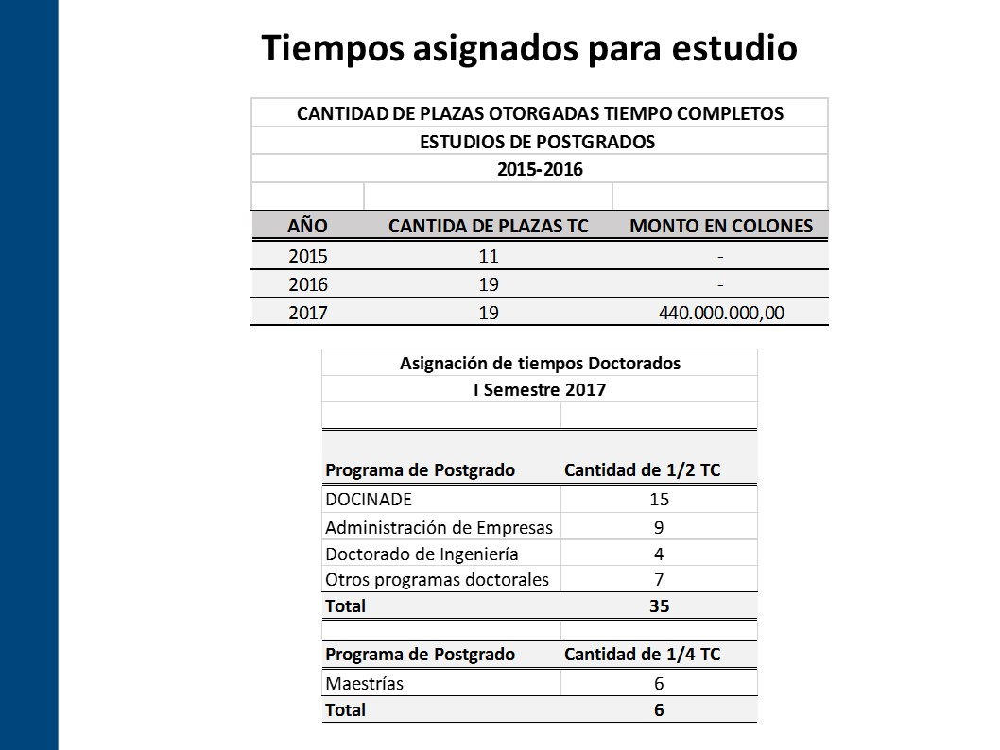 Tiempos asignados para estudio
CANTIDAD DE PLAZAS OTORGADAS TIEMPO COMPLETOS
ESTUDIOS DE POSTGRADOS
2015-2016
AÑO CANTIDA DE PLAZAS TC MONTO EN COLONES
2015 11 -
2016 19 -
2017 19 440.000.000,00
Asignación de tiempos Doctorados
I Semestre 2017
Programa de Postgrado Cantidad de 1/2 TC
DOCINADE 15
Administración de Empresas 9
Doctorado de Ingeniería 4
Otros programas doctorales 7
Total 35
Programa de Postgrado Cantidad de 1/4 TC
Maestrías 6
Total 6